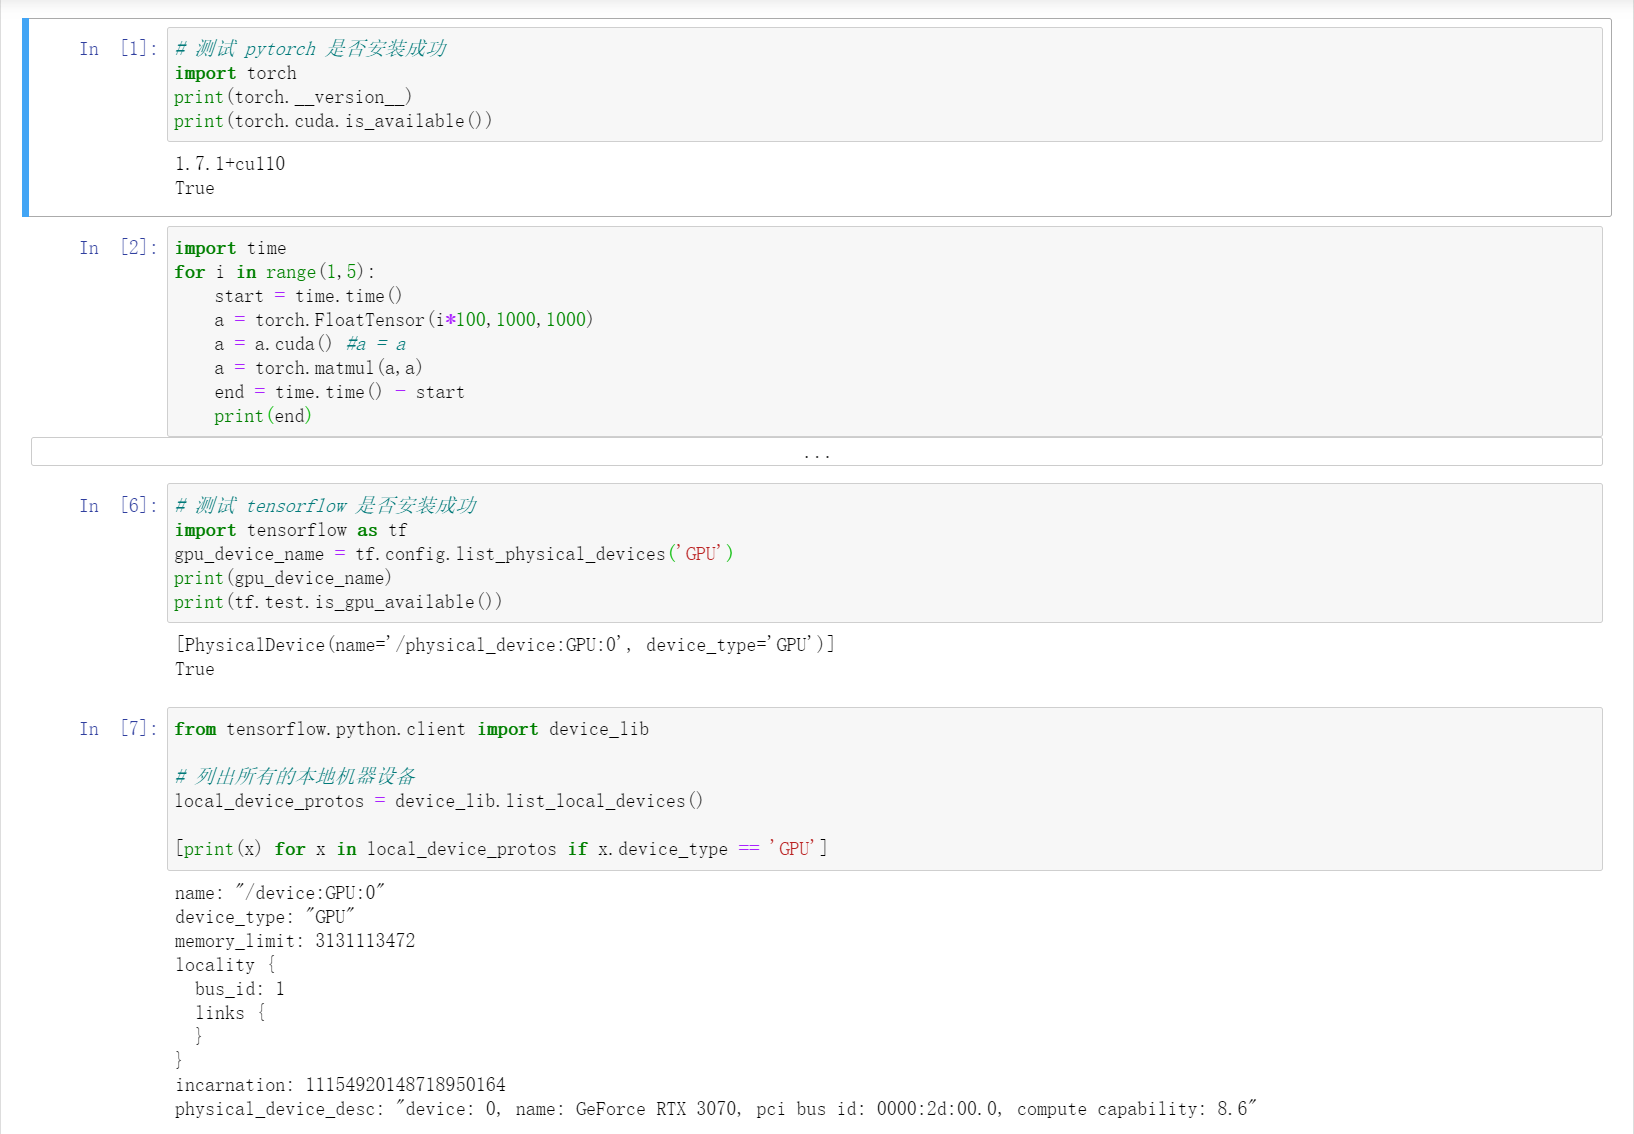 In [1]: # 测试 pytorch 是否安装成功
import torch
print(torch.__version__)
print(torch.cuda.is_available())
1.7.1+cu110
True
In [2]: import time
for i in range(1,5):
    start = time.time()
    a = torch.FloatTensor(i*100,1000,1000)
    a = a.cuda() #a = a
    a = torch.matmul(a,a)
    end = time.time() - start
    print(end)
...
In [6]: # 测试 tensorflow 是否安装成功
import tensorflow as tf
gpu_device_name = tf.config.list_physical_devices('GPU')
print(gpu_device_name)
print(tf.test.is_gpu_available())
[PhysicalDevice(name='/physical_device:GPU:0', device_type='GPU')]
True
In [7]: from tensorflow.python.client import device_lib
# 列出所有的本地机器设备
local_device_protos = device_lib.list_local_devices()
[print(x) for x in local_device_protos if x.device_type == 'GPU']
name: "/device:GPU:0"
device_type: "GPU"
memory_limit: 3131113472
locality {
  bus_id: 1
  links {
  }
}
incarnation: 11154920148718950164
physical_device_desc: "device: 0, name: GeForce RTX 3070, pci bus id: 0000:2d:00.0, compute capability: 8.6"